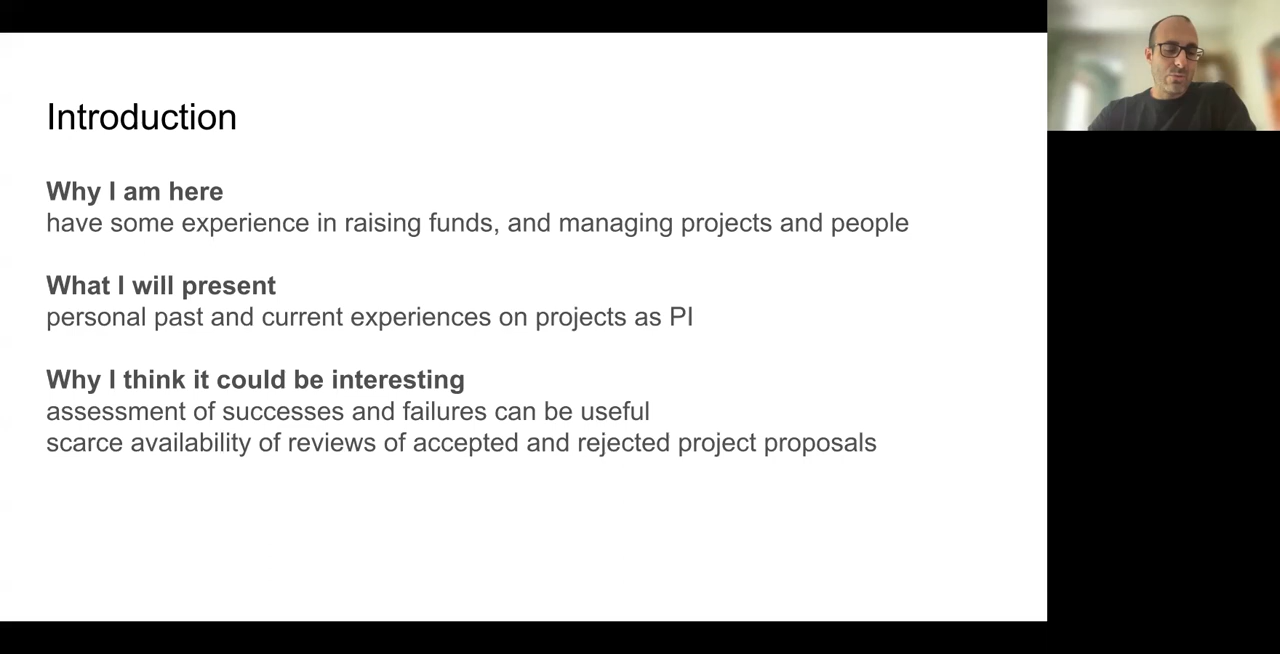 Introduction
Why I am here
have some experience in raising funds, and managing projects and people
What I will present
personal past and current experiences on projects as PI
Why I think it could be interesting
assessment of successes and failures can be useful
scarce availability of reviews of accepted and rejected project proposals